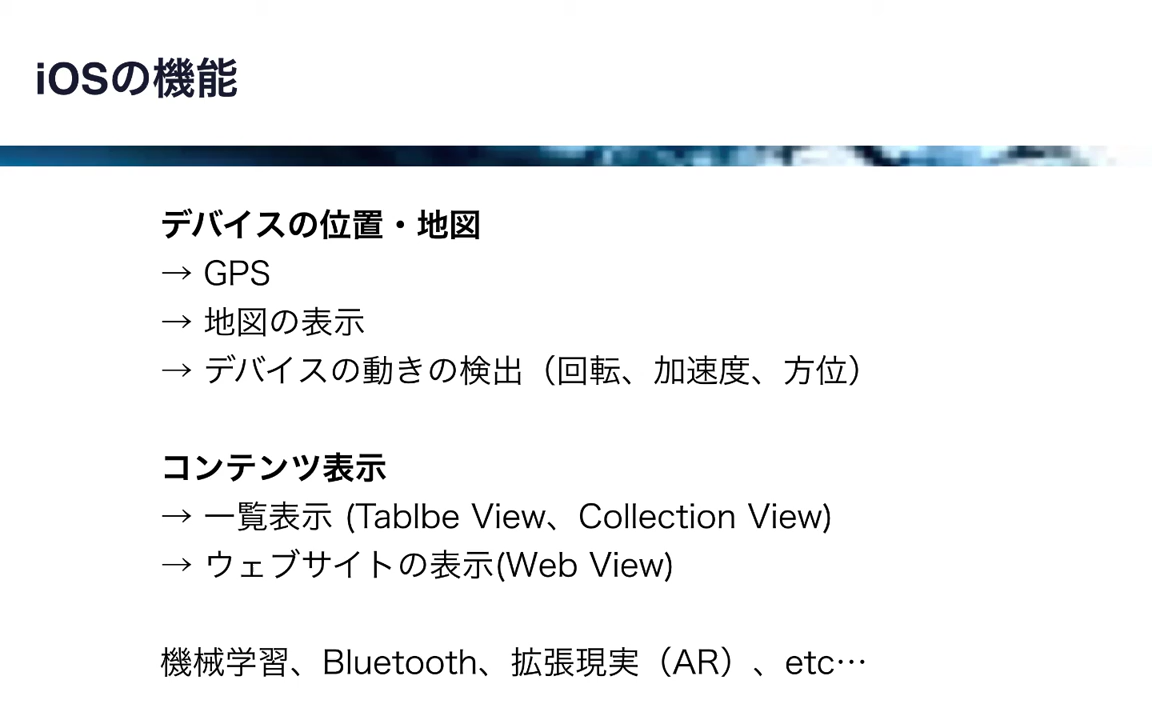 iOSの機能
デバイスの位置・地図
→ GPS
→ 地図の表示
→ デバイスの動きの検出（回転、加速度、方位）
コンテンツ表示
→ 一覧表示 (Tablbe View、Collection View)
→ ウェブサイトの表示(Web View)
機械学習、Bluetooth、拡張現実（AR）、etc…